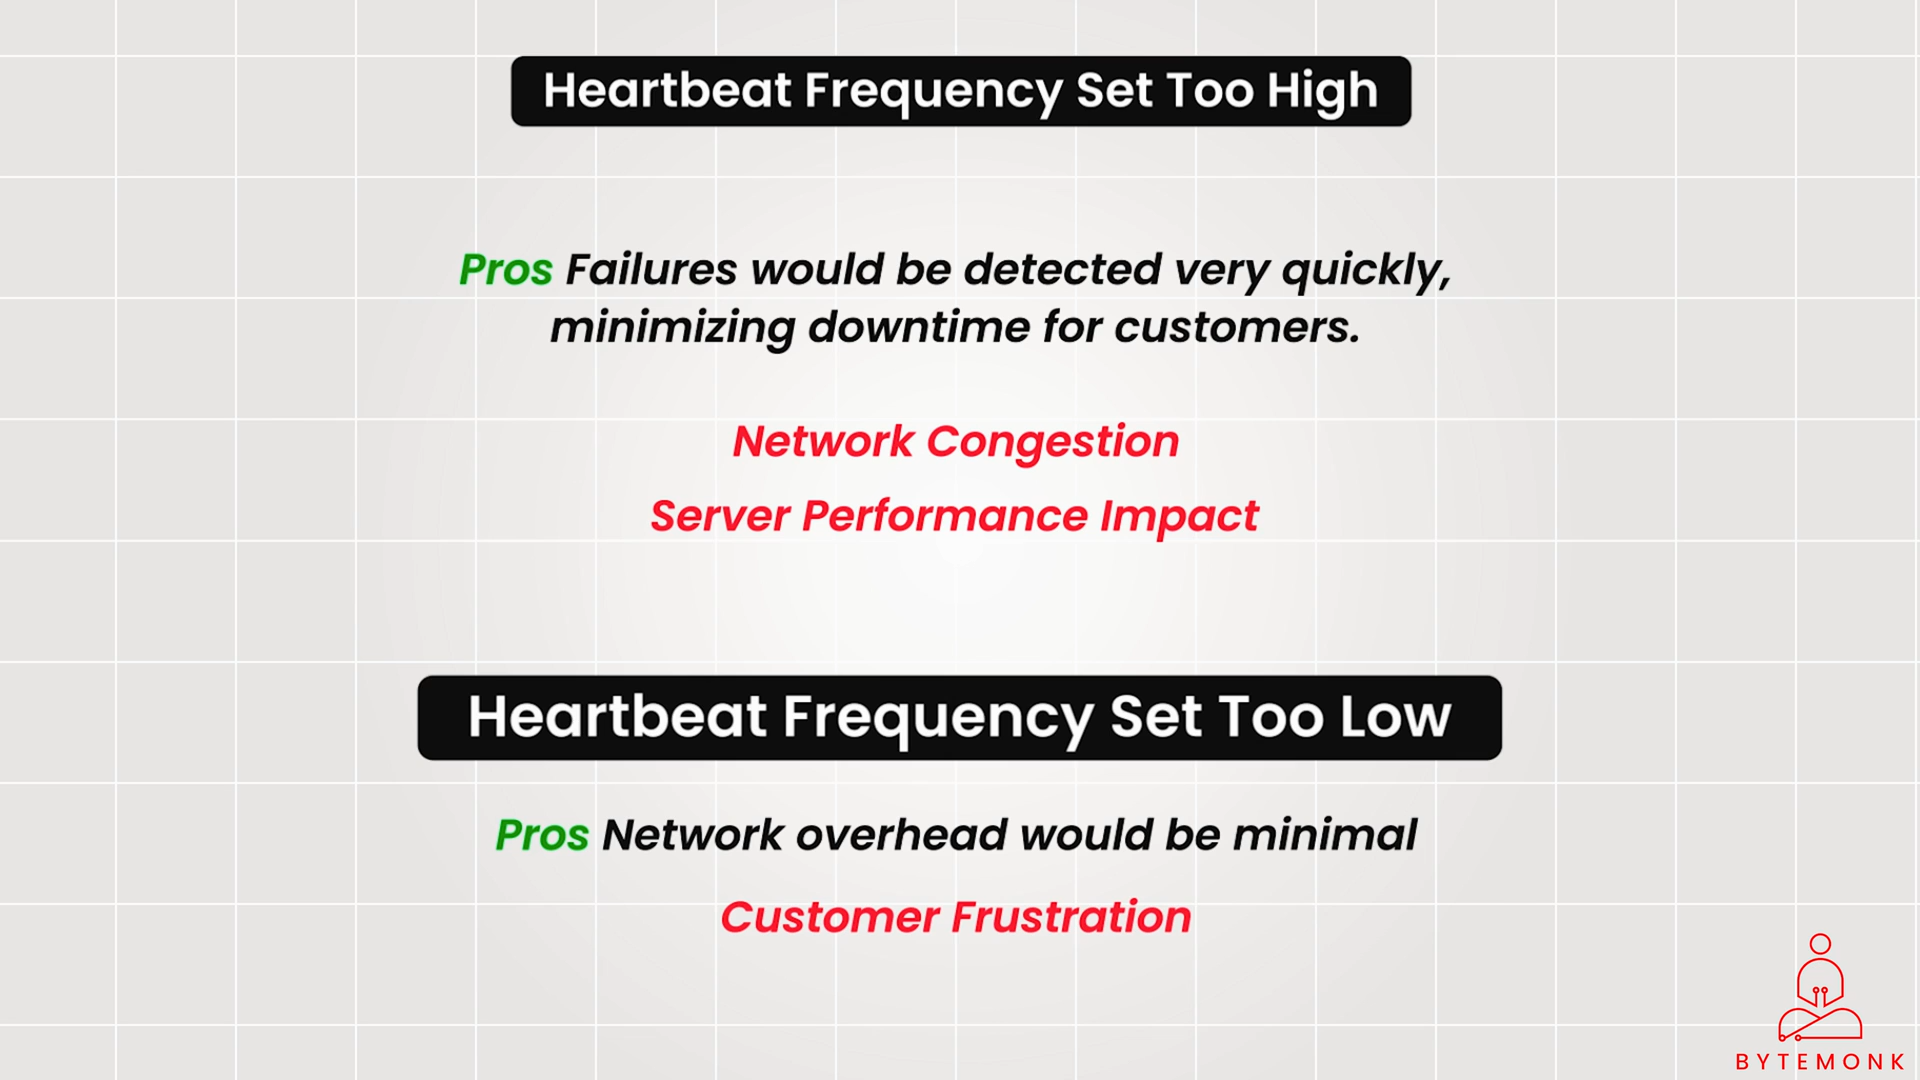 Heartbeat Frequency Set Too High
Pros Failures would be detected very quickly,
minimizing downtime for customers.
Network Congestion
Server Performance Impact
Heartbeat Frequency Set Too Low
Pros Network overhead would be minimal
Customer Frustration
BYTEMONK